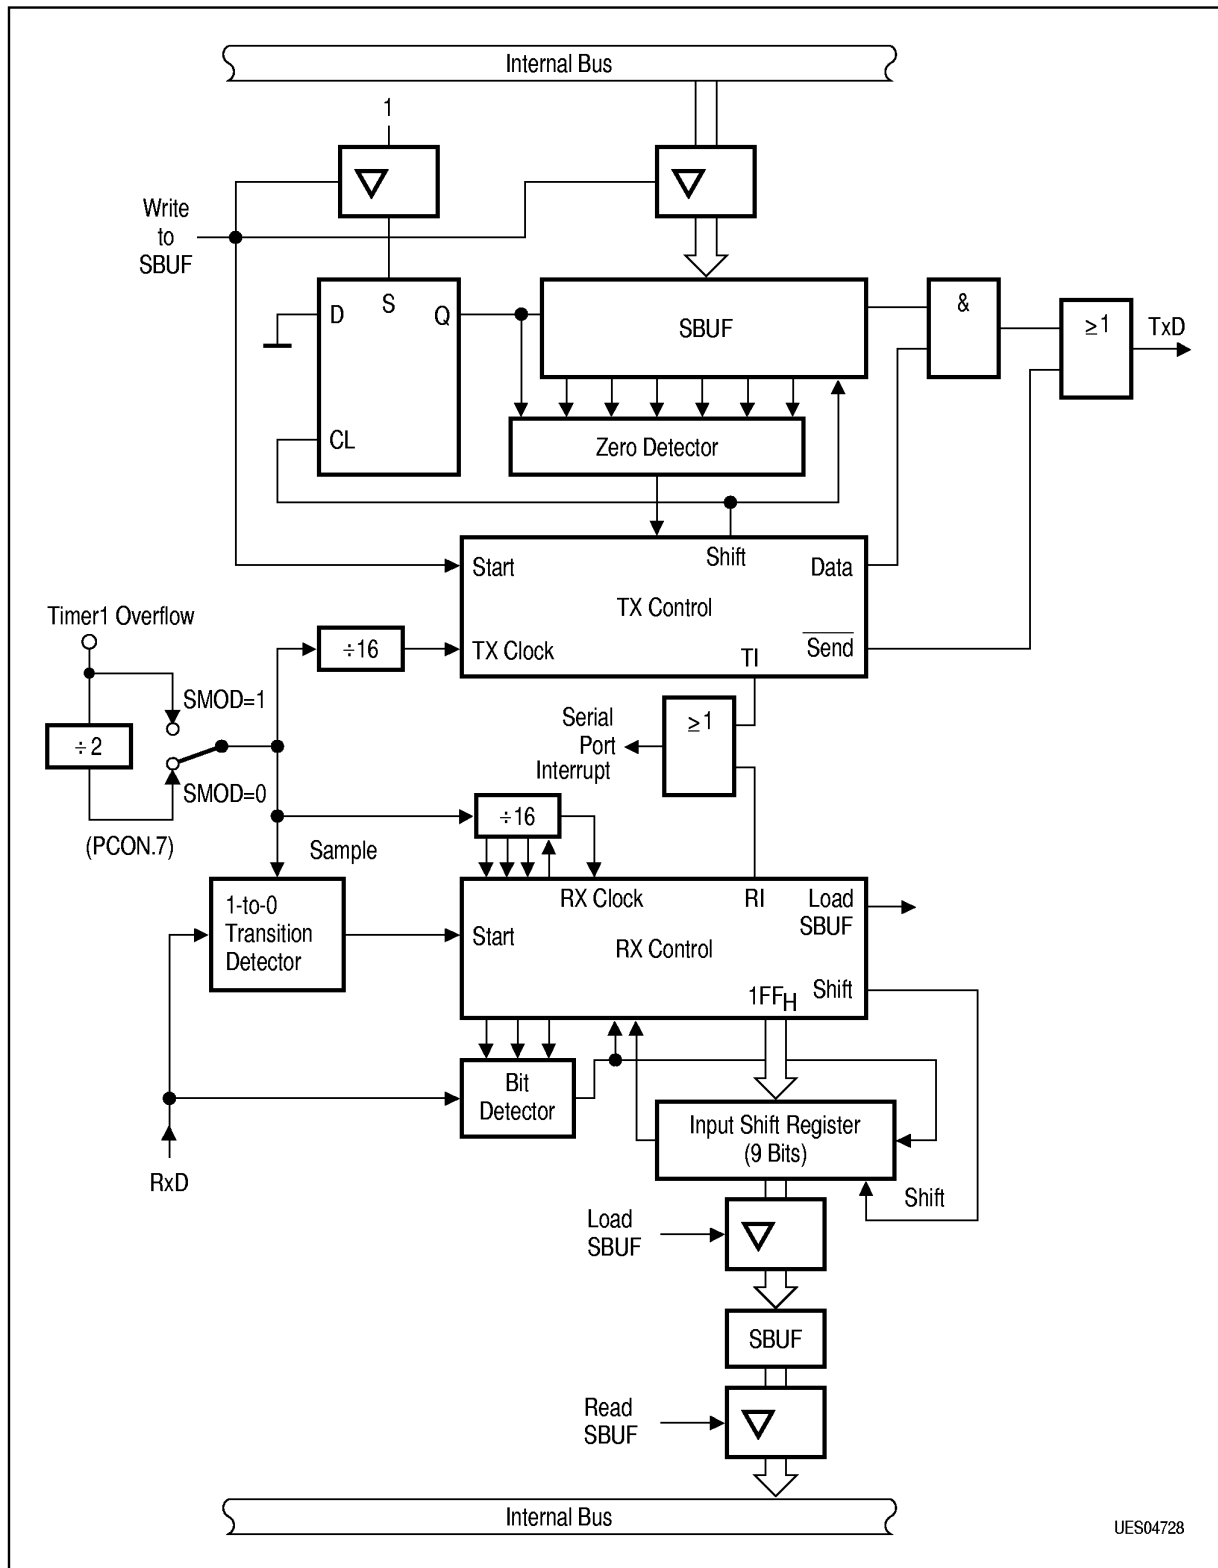 Internal Bus
1
Write
to
SBUF
D
S
Q
CL
SBUF
&
≥1
TxD
Zero Detector
Start
Shift
Data
TX Control
TX Clock
TI
Send
Timer1 Overflow
÷16
SMOD=1
÷2
SMOD=0
(PCON.7)
Serial
Port
Interrupt
≥1
÷16
Sample
1-to-0
Transition
Detector
RX Clock
RI
Load
SBUF
Start
RX Control
1FFH
Shift
Bit
Detector
RxD
Input Shift Register
(9 Bits)
Shift
Load
SBUF
SBUF
Read
SBUF
Internal Bus
UES04728